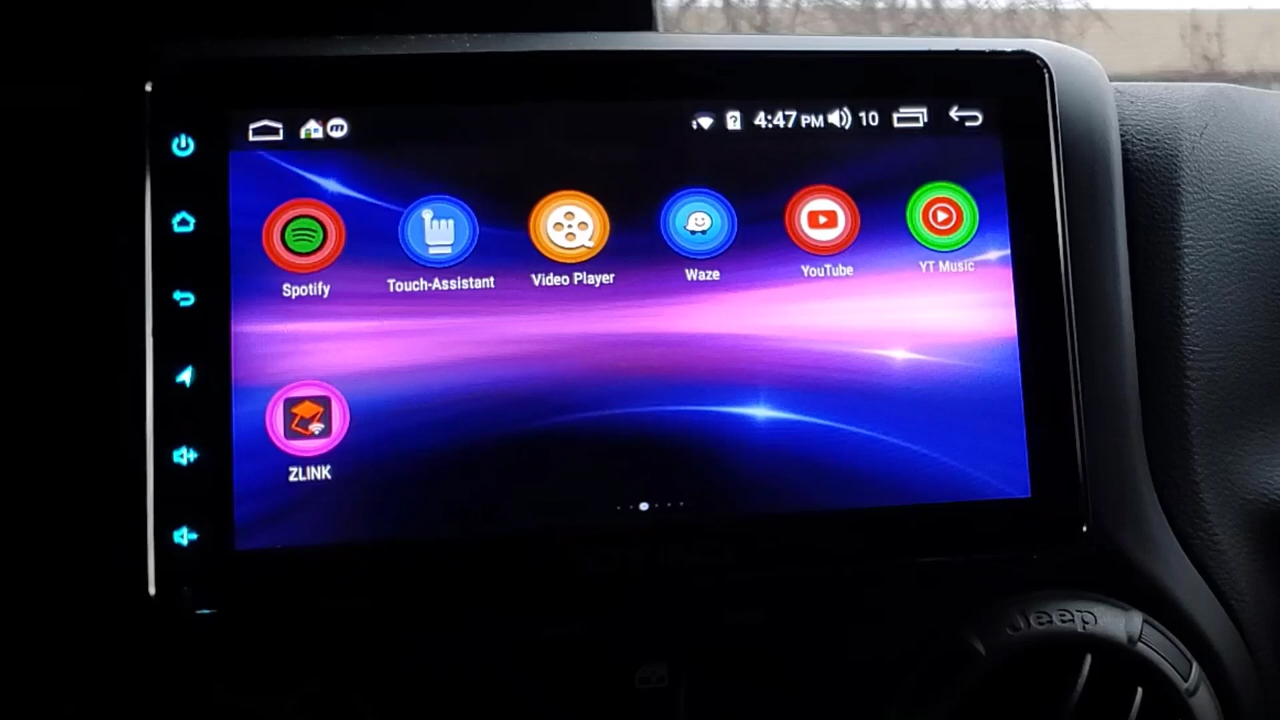 4:47 PM 10
Spotify
Touch-Assistant
Video Player
Waze
YouTube
YT Music
ZLINK
Jeep